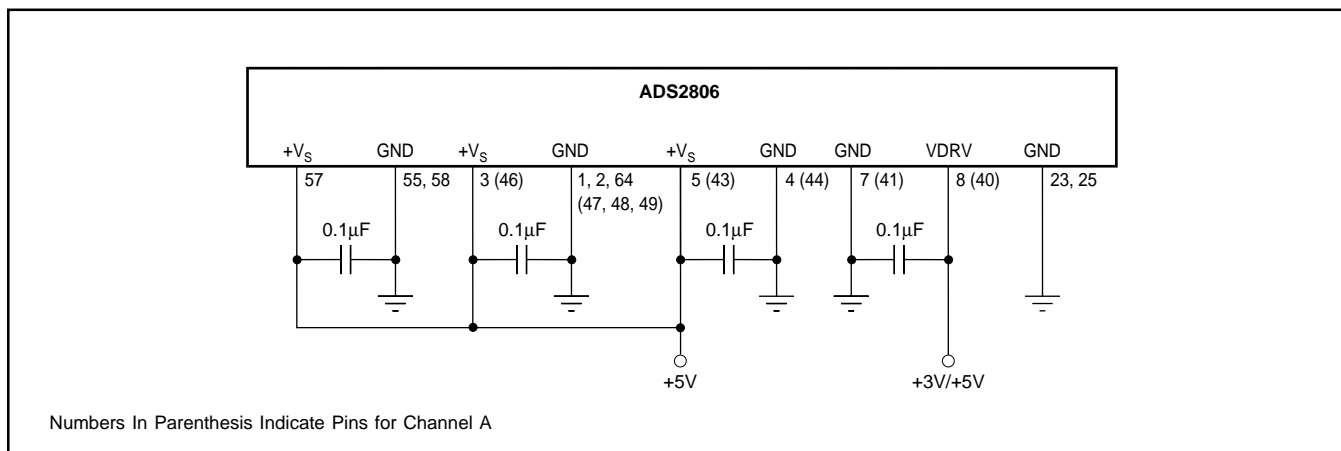 ADS2806
+VS GND +VS GND +VS GND GND VDRV GND
57 55, 58 3 (46) 1, 2, 64 5 (43) 4 (44) 7 (41) 8 (40) 23, 25
(47, 48, 49)
0.1μF 0.1μF 0.1μF 0.1μF
+5V +3V/+5V
Numbers In Parenthesis Indicate Pins for Channel A